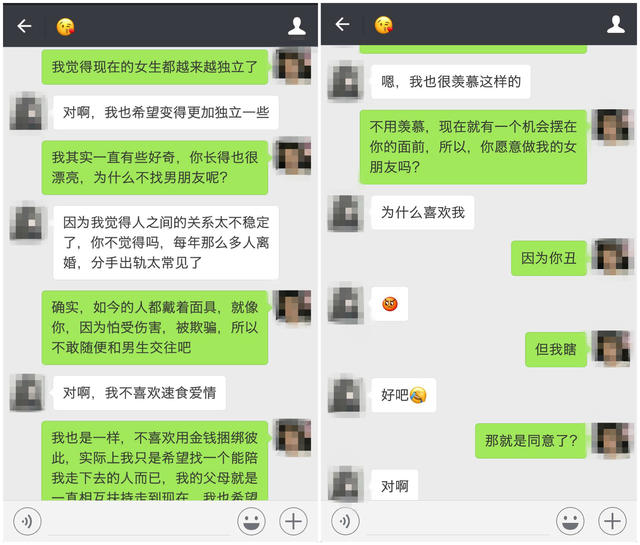 我觉得现在的女生都越来越独立了
对啊，我也希望变得更加独立一些
我其实一直有些好奇，你长得也很
漂亮，为什么不找男朋友呢？
因为我觉得人之间的关系太不稳定
了，你不觉得吗，每年那么多人离
婚，分手出轨太常见了
确实，如今的人都戴着面具，就像
你，因为怕受伤害，被欺骗，所以
不敢随便和男生交往吧
对啊，我不喜欢速食爱情
我也是一样，不喜欢用金钱捆绑彼
此，实际上我只是希望找一个能陪
我走下去的人而已，我的父母就是
一直相互扶持走到现在，我也希望
嗯，我也很羡慕这样的
不用羡慕，现在就有一个机会摆在
你的面前，所以，你愿意做我的女
朋友吗？
为什么喜欢我
因为你丑
但我瞎
好吧
那就是同意了？
对啊